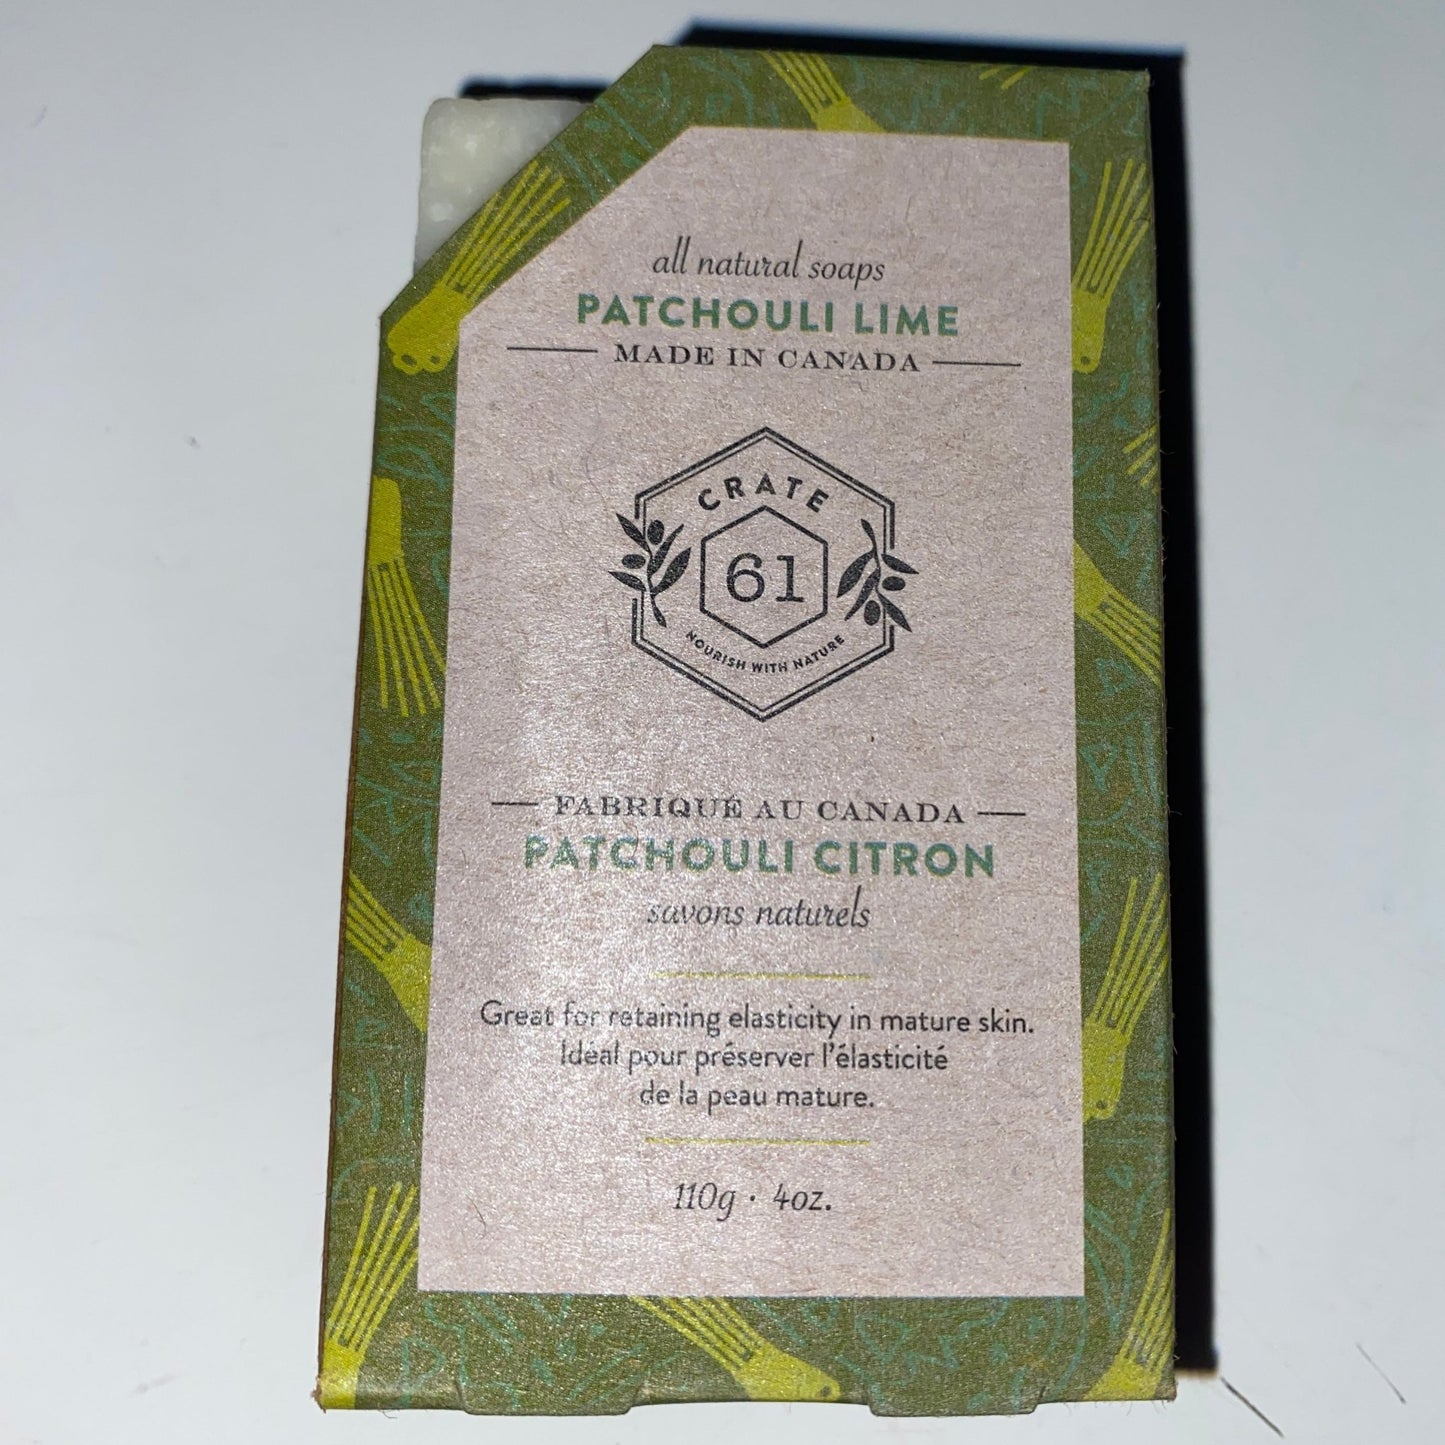 all natural soaps
PATCHOULI LIME
MADE IN CANADA
CRATE
61
NOURISH WITH NATURE
FABRIQUÉ AU CANADA
PATCHOULI CITRON
savons naturels
Great for retaining elasticity in mature skin.
Idéal pour préserver l'élasticité
de la peau mature.
110g · 4oz.